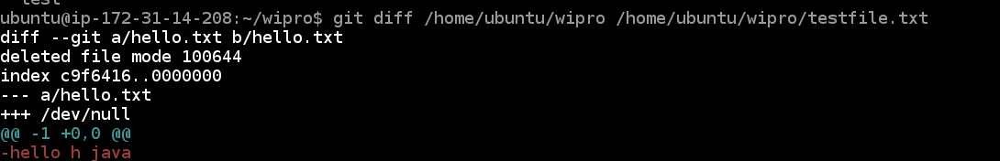 test
ubuntu@ip-172-31-14-208:~/wipro$ git diff /home/ubuntu/wipro /home/ubuntu/wipro/testfile.txt
diff --git a/hello.txt b/hello.txt
deleted file mode 100644
index c9f6416..0000000
--- a/hello.txt
+++ /dev/null
@@ -1 +0,0 @@
-hello h java